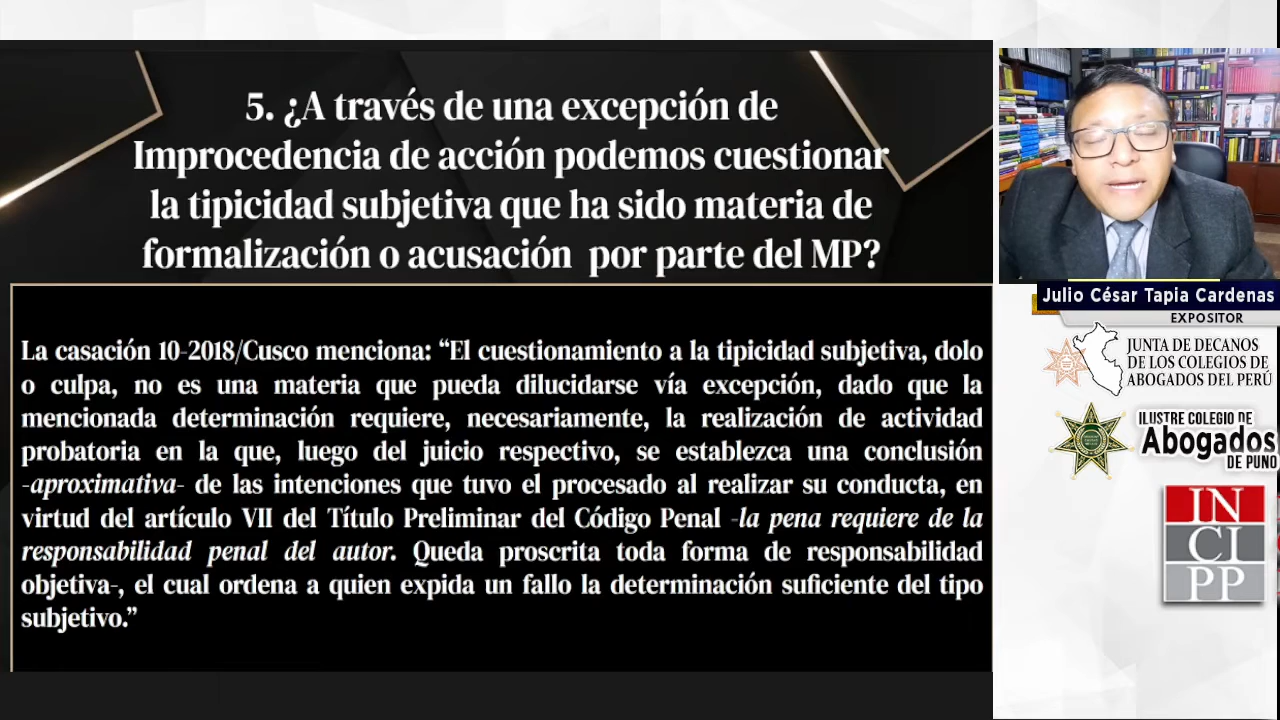 5. ¿A través de una excepción de
Improcedencia de acción podemos cuestionar
la tipicidad subjetiva que ha sido materia de
formalización o acusación por parte del MP?
La casación 10-2018/Cusco menciona: “El cuestionamiento a la tipicidad subjetiva, dolo
o culpa, no es una materia que pueda dilucidarse vía excepción, dado que la
mencionada determinación requiere, necesariamente, la realización de actividad
probatoria en la que, luego del juicio respectivo, se establezca una conclusión
-aproximativa- de las intenciones que tuvo el procesado al realizar su conducta, en
virtud del artículo VII del Título Preliminar del Código Penal -la pena requiere de la
responsabilidad penal del autor. Queda proscrita toda forma de responsabilidad
objetiva-, el cual ordena a quien expida un fallo la determinación suficiente del tipo
subjetivo.”
Julio César Tapia Cardenas
EXPOSITOR
JUNTA DE DECANOS
DE LOS COLEGIOS DE
ABOGADOS DEL PERÚ
ILUSTRE COLEGIO DE
Abogados
DE PUNO
IN
CI
PP